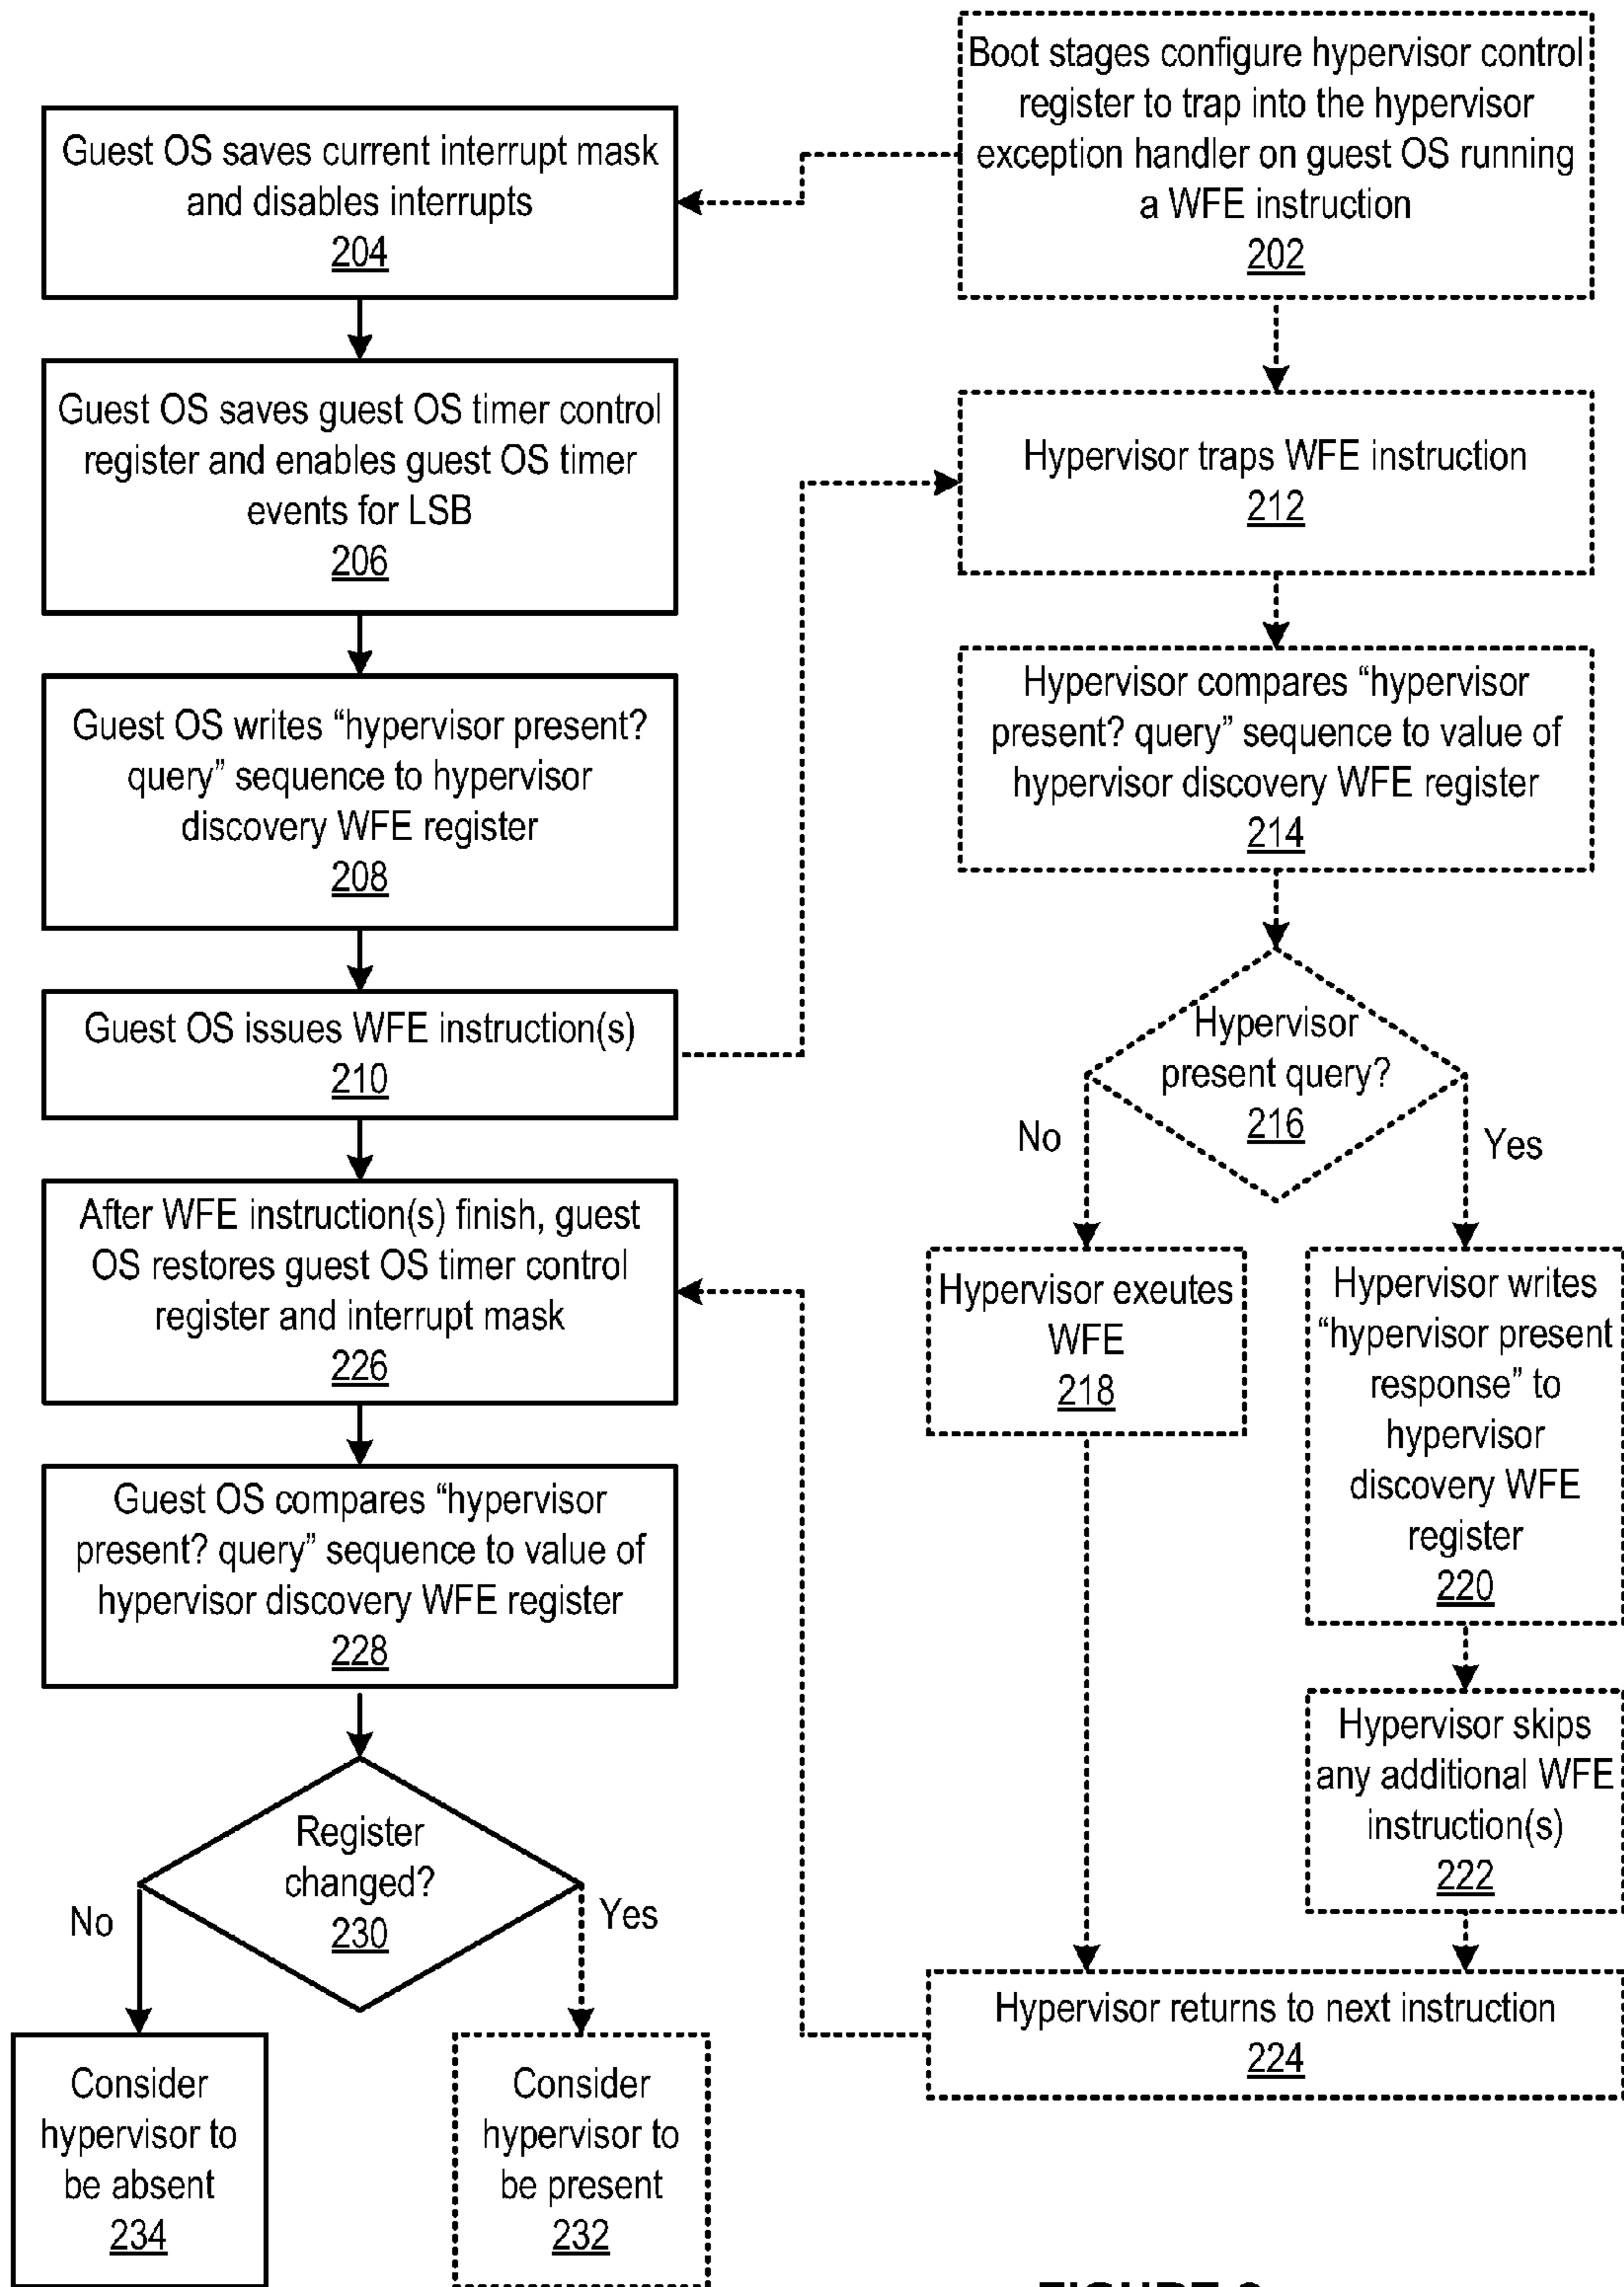 Boot stages configure hypervisor control
register to trap into the hypervisor
exception handler on guest OS running
a WFE instruction
202
Guest OS saves current interrupt mask
and disables interrupts
204
Guest OS saves guest OS timer control
register and enables guest OS timer
events for LSB
206
Guest OS writes “hypervisor present?
query” sequence to hypervisor
discovery WFE register
208
Guest OS issues WFE instruction(s)
210
Hypervisor traps WFE instruction
212
Hypervisor compares “hypervisor
present? query” sequence to value of
hypervisor discovery WFE register
214
Hypervisor
present query?
216
No
Yes
Hypervisor exeutes
WFE
218
Hypervisor writes
“hypervisor present
response” to
hypervisor
discovery WFE
register
220
Hypervisor skips
any additional WFE
instruction(s)
222
Hypervisor returns to next instruction
224
After WFE instruction(s) finish, guest
OS restores guest OS timer control
register and interrupt mask
226
Guest OS compares “hypervisor
present? query” sequence to value of
hypervisor discovery WFE register
228
Register
changed?
230
No
Yes
Consider
hypervisor to
be absent
234
Consider
hypervisor to
be present
232